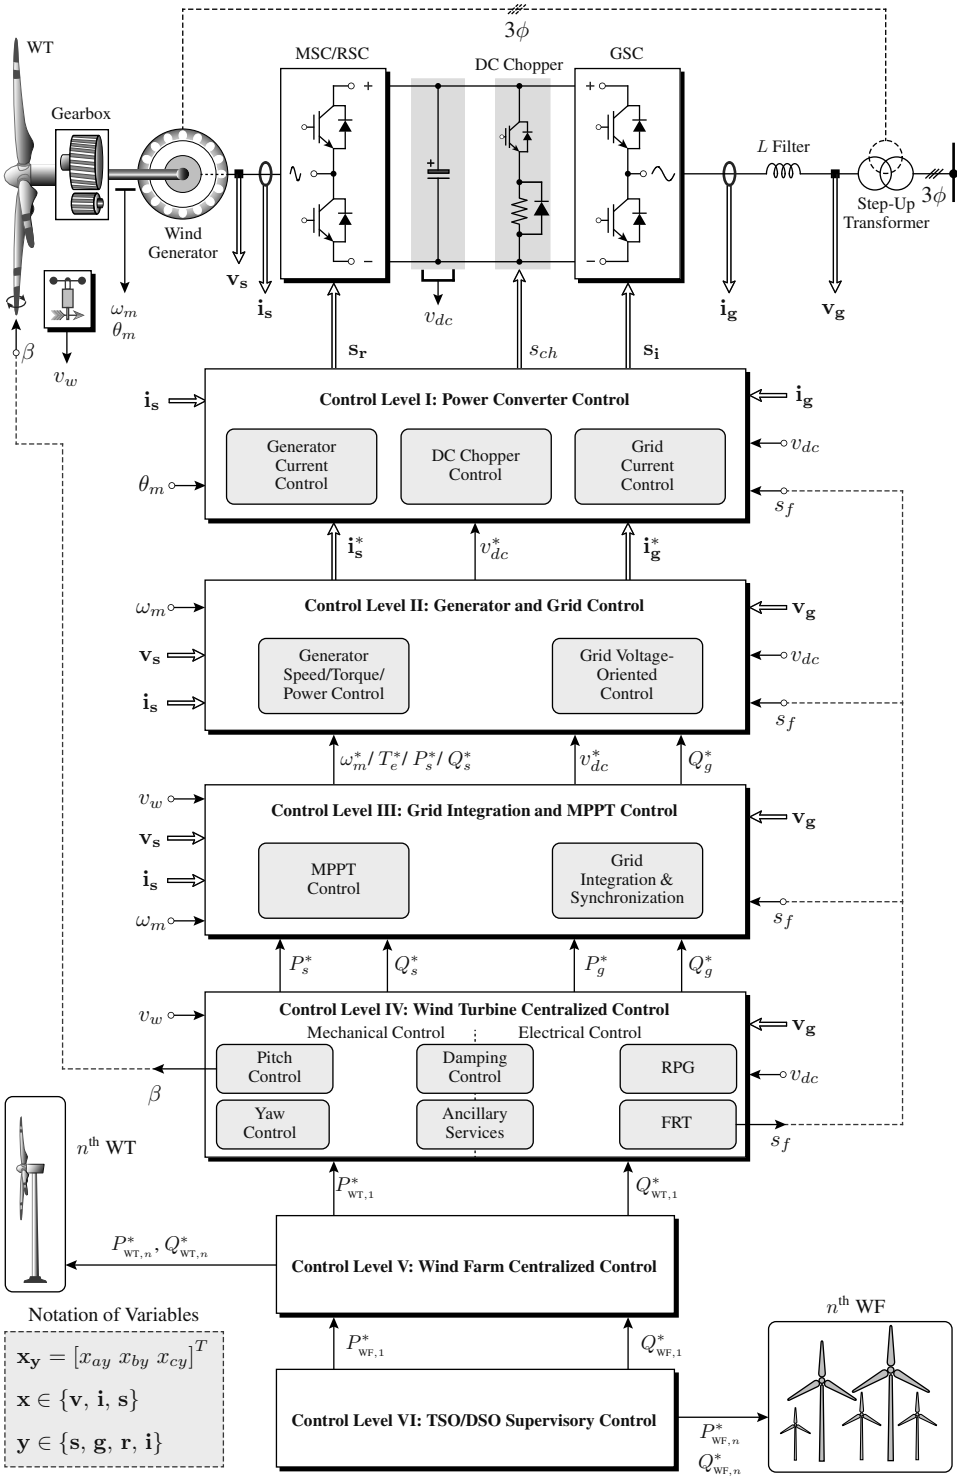 3ϕ
WT
MSC/RSC
DC Chopper
GSC
Gearbox
+
+
+
L Filter
3ϕ
Step-Up
Transformer
Wind
Generator
−
−
v_s
i_s
ω_m
θ_m
v_dc
i_g
v_g
β
v_w
s_r
s_ch
s_i
Control Level I: Power Converter Control
i_s
i_g
Generator
Current
Control
DC Chopper
Control
Grid
Current
Control
v_dc
θ_m
s_f
i_s^*
v_dc^*
i_g^*
Control Level II: Generator and Grid Control
ω_m
v_g
v_s
Generator
Speed/Torque/
Power Control
Grid Voltage-
Oriented
Control
v_dc
i_s
s_f
ω_m^*/ T_e^*/ P_s^*/ Q_s^*
v_dc^*
Q_g^*
v_w
Control Level III: Grid Integration and MPPT Control
v_g
v_s
MPPT
Control
Grid
Integration &
Synchronization
i_s
ω_m
s_f
P_s^*
Q_s^*
P_g^*
Q_g^*
Control Level IV: Wind Turbine Centralized Control
v_w
v_g
Mechanical Control
Electrical Control
Pitch
Control
Damping
Control
RPG
v_dc
β
Yaw
Control
Ancillary
Services
FRT
s_f
n^th WT
P_WT,1^*
Q_WT,1^*
P_WT,n^*, Q_WT,n^*
Control Level V: Wind Farm Centralized Control
Notation of Variables
n^th WF
x_y = [x_ay x_by x_cy]^T
x ∈ {v, i, s}
y ∈ {s, g, r, i}
P_WF,1^*
Q_WF,1^*
Control Level VI: TSO/DSO Supervisory Control
P_WF,n^*
Q_WF,n^*